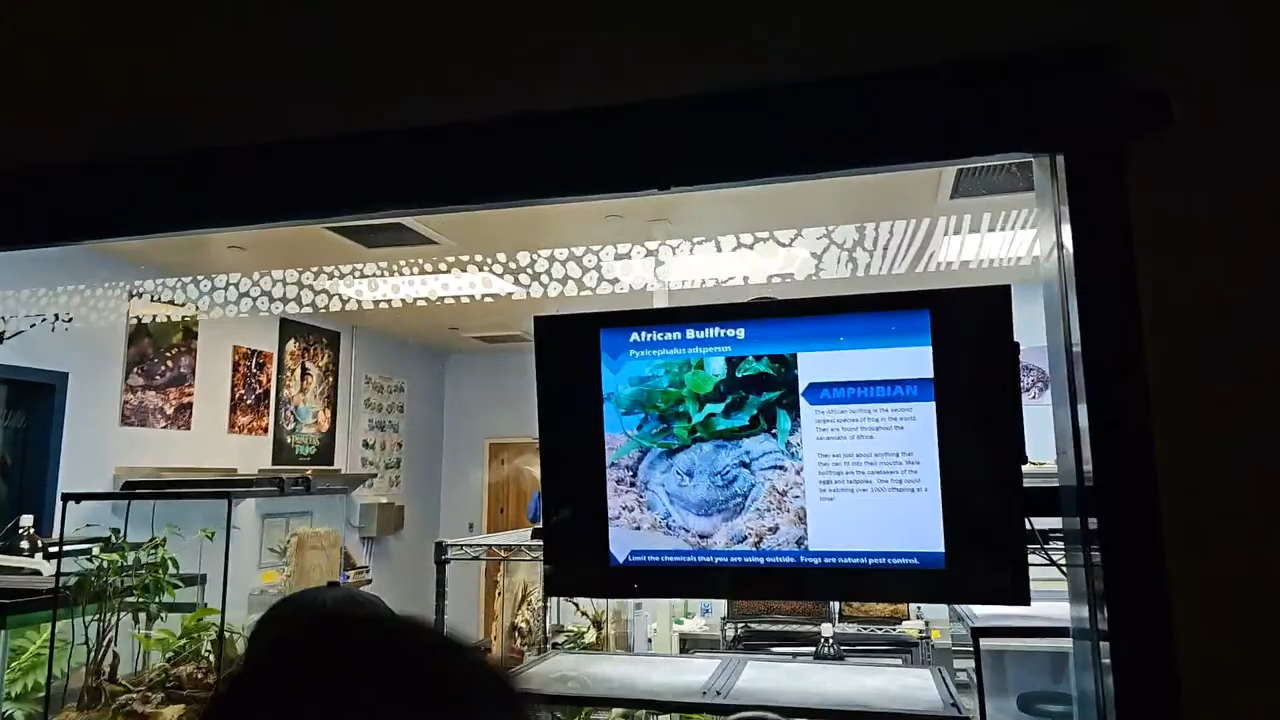 African Bullfrog
Pyxicephalus adspersus
AMPHIBIAN
The African bullfrog is the second
largest species of frog in the world.
They are found throughout the
savannahs of Africa.
They eat just about anything that
they can fit into their mouths. Male
bullfrogs are the caretakers of the
eggs and tadpoles. One frog could
be watching over 1000 offspring at a
time!
Limit the chemicals that you are using outside. Frogs are natural pest control.
PRINCESS
FROG